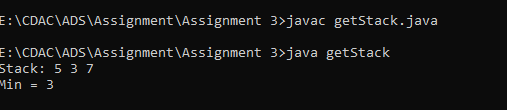 E:\CDAC\ADS\Assignment\Assignment 3>javac getStack.java
E:\CDAC\ADS\Assignment\Assignment 3>java getStack
Stack: 5 3 7
Min = 3